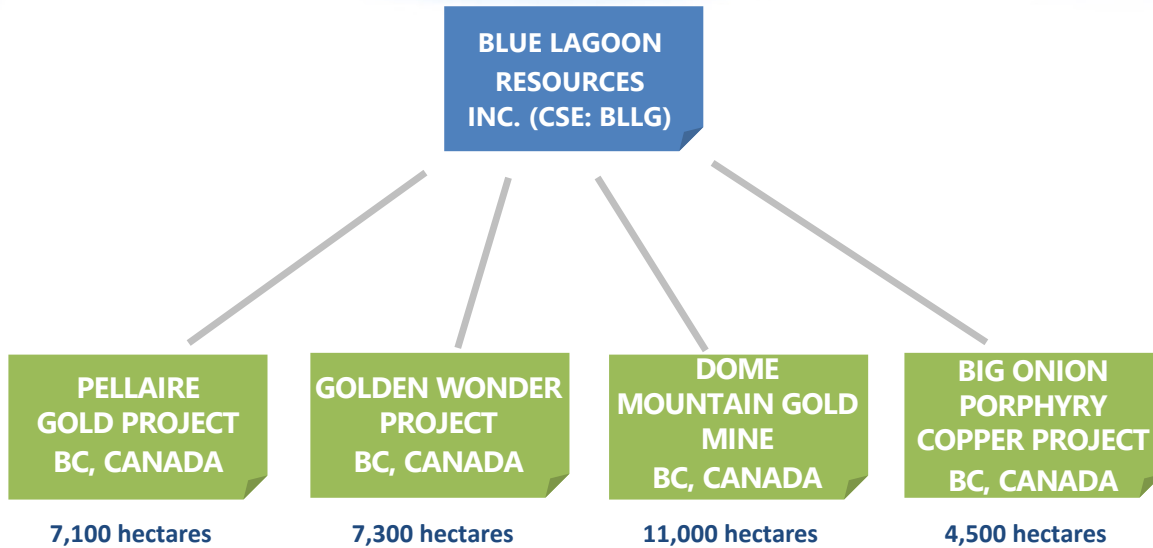 BLUE LAGOON
RESOURCES
INC. (CSE: BLLG)
PELLAIRE
GOLD PROJECT
BC, CANADA
7,100 hectares
GOLDEN WONDER
PROJECT
BC, CANADA
7,300 hectares
DOME
MOUNTAIN GOLD
MINE
BC, CANADA
11,000 hectares
BIG ONION
PORPHYRY
COPPER PROJECT
BC, CANADA
4,500 hectares